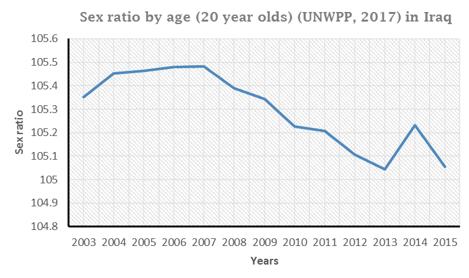 Sex ratio by age (20 year olds) (UNWPP, 2017) in Iraq
105.6
105.5
105.4
105.3
105.2
105.1
105
104.9
104.8
Sex ratio
2003 2004 2005 2006 2007 2008 2009 2010 2011 2012 2013 2014 2015
Years